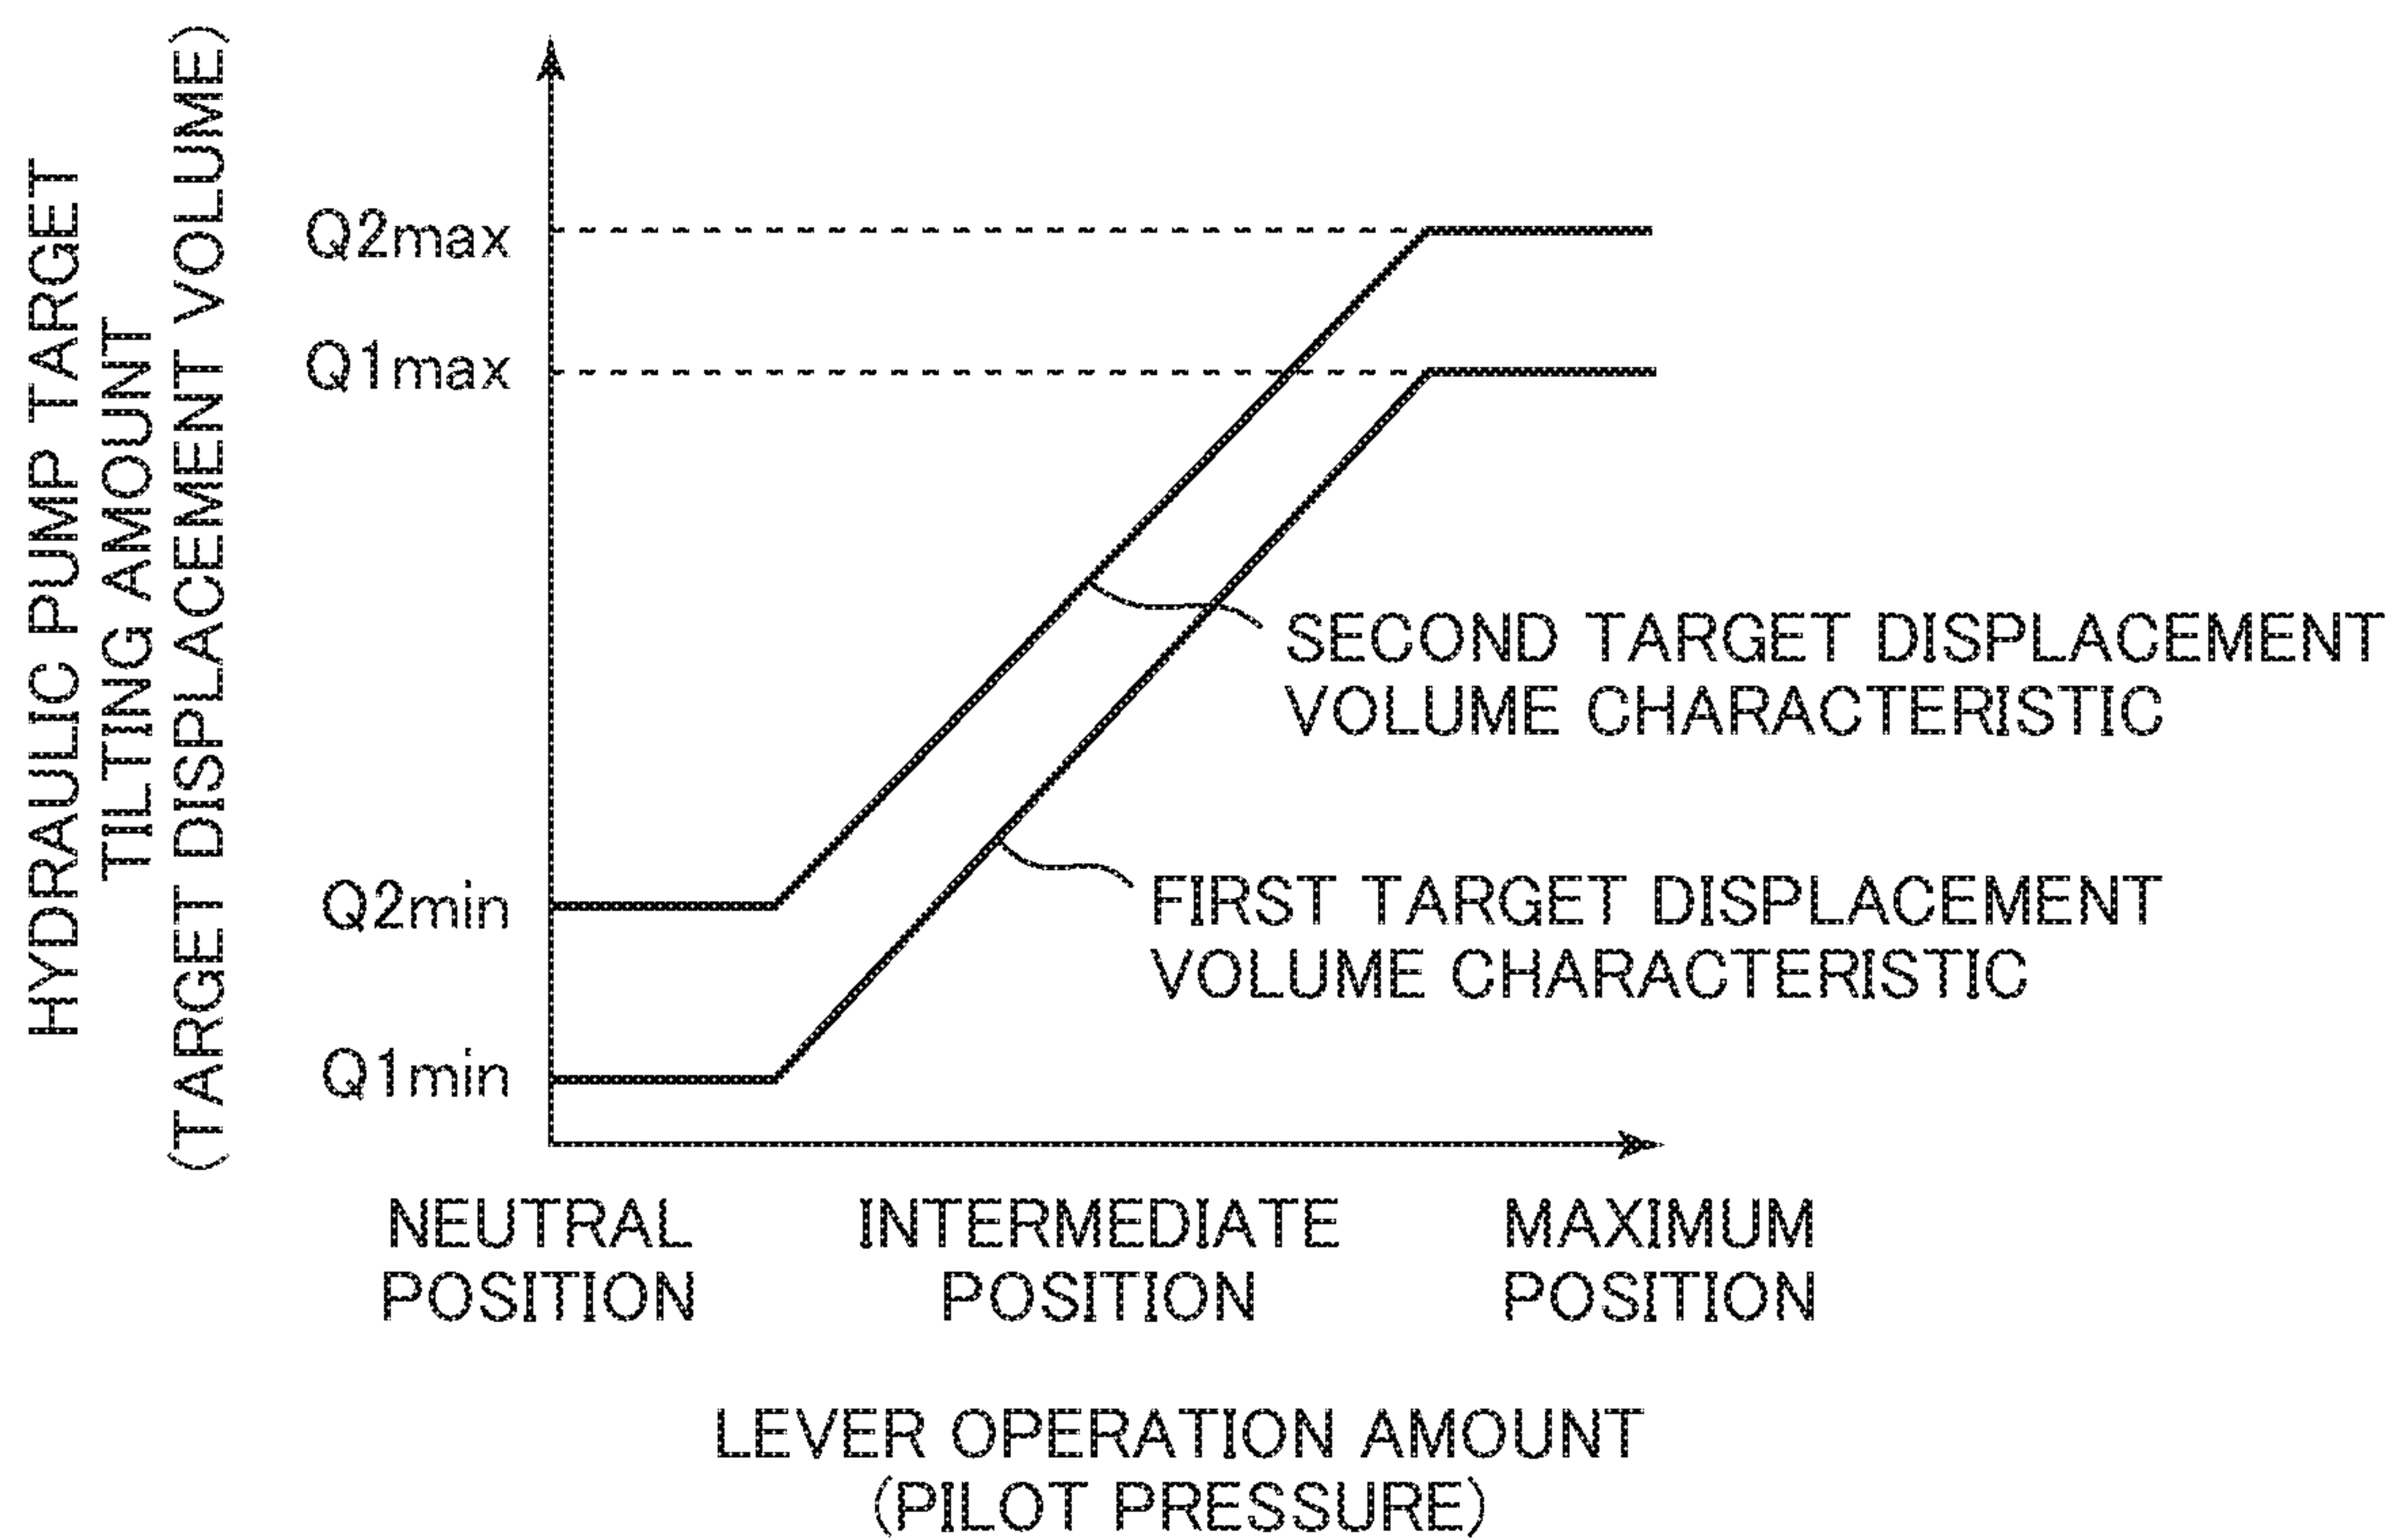 HYDRAULIC PUMP TARGET
TILTING AMOUNT
(TARGET DISPLACEMENT VOLUME)
Q2max
Q1max
Q2min
Q1min
SECOND TARGET DISPLACEMENT
VOLUME CHARACTERISTIC
FIRST TARGET DISPLACEMENT
VOLUME CHARACTERISTIC
NEUTRAL
POSITION
INTERMEDIATE
POSITION
MAXIMUM
POSITION
LEVER OPERATION AMOUNT
(PILOT PRESSURE)